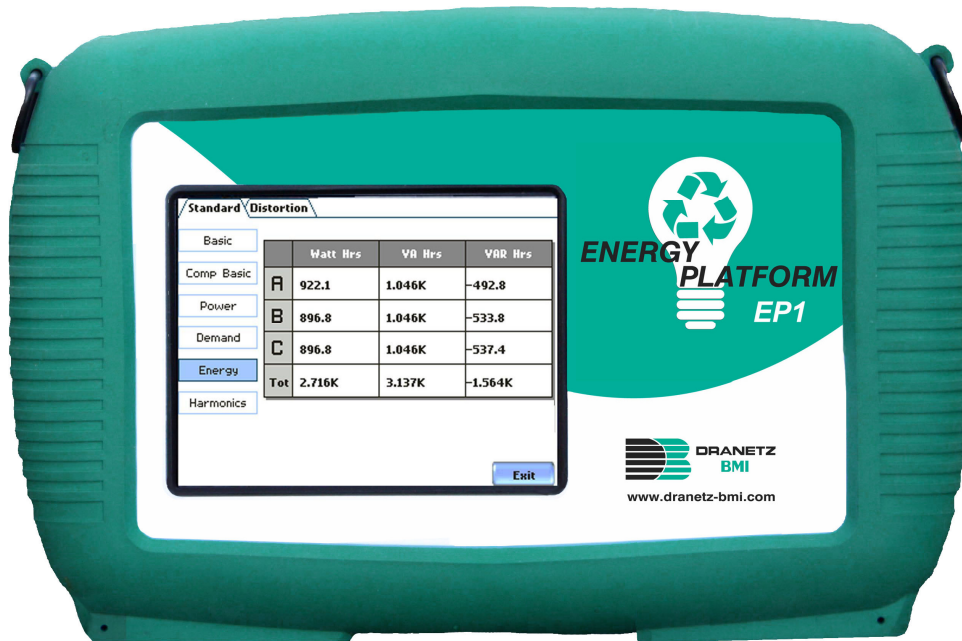 Standard Distortion
Basic
Comp Basic
Power
Demand
Energy
Harmonics
Watt Hrs VA Hrs VAR Hrs
A 922.1 1.046K -492.8
B 896.8 1.046K -533.8
C 896.8 1.046K -537.4
Tot 2.716K 3.137K -1.564K
Exit
ENERGY
PLATFORM
EP1
DRANETZ
BMI
www.dranetz-bmi.com